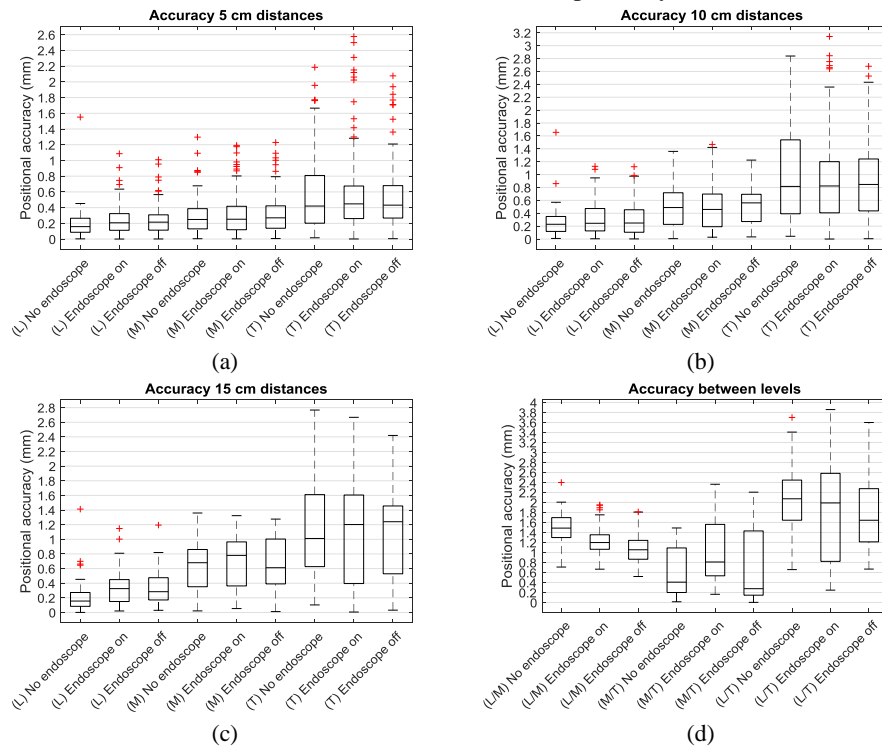 Accuracy 5 cm distances
Positional accuracy (mm)
2.6
2.4
2.2
2
1.8
1.6
1.4
1.2
1
0.8
0.6
0.4
0.2
0
(L) No endoscope
(L) Endoscope on
(L) Endoscope off
(M) No endoscope
(M) Endoscope on
(M) Endoscope off
(T) No endoscope
(T) Endoscope on
(T) Endoscope off
(a)
Accuracy 10 cm distances
Positional accuracy (mm)
3.2
3
2.8
2.6
2.4
2.2
2
1.8
1.6
1.4
1.2
1
0.8
0.6
0.4
0.2
0
(L) No endoscope
(L) Endoscope on
(L) Endoscope off
(M) No endoscope
(M) Endoscope on
(M) Endoscope off
(T) No endoscope
(T) Endoscope on
(T) Endoscope off
(b)
Accuracy 15 cm distances
Positional accuracy (mm)
2.8
2.6
2.4
2.2
2
1.8
1.6
1.4
1.2
1
0.8
0.6
0.4
0.2
0
(L) No endoscope
(L) Endoscope on
(L) Endoscope off
(M) No endoscope
(M) Endoscope on
(M) Endoscope off
(T) No endoscope
(T) Endoscope on
(T) Endoscope off
(c)
Accuracy between levels
Positional accuracy (mm)
4
3.8
3.6
3.4
3.2
3
2.8
2.6
2.4
2.2
2
1.8
1.6
1.4
1.2
1
0.8
0.6
0.4
0.2
0
(L/M) No endoscope
(L/M) Endoscope on
(L/M) Endoscope off
(M/T) No endoscope
(M/T) Endoscope on
(M/T) Endoscope off
(L/T) No endoscope
(L/T) Endoscope on
(L/T) Endoscope off
(d)